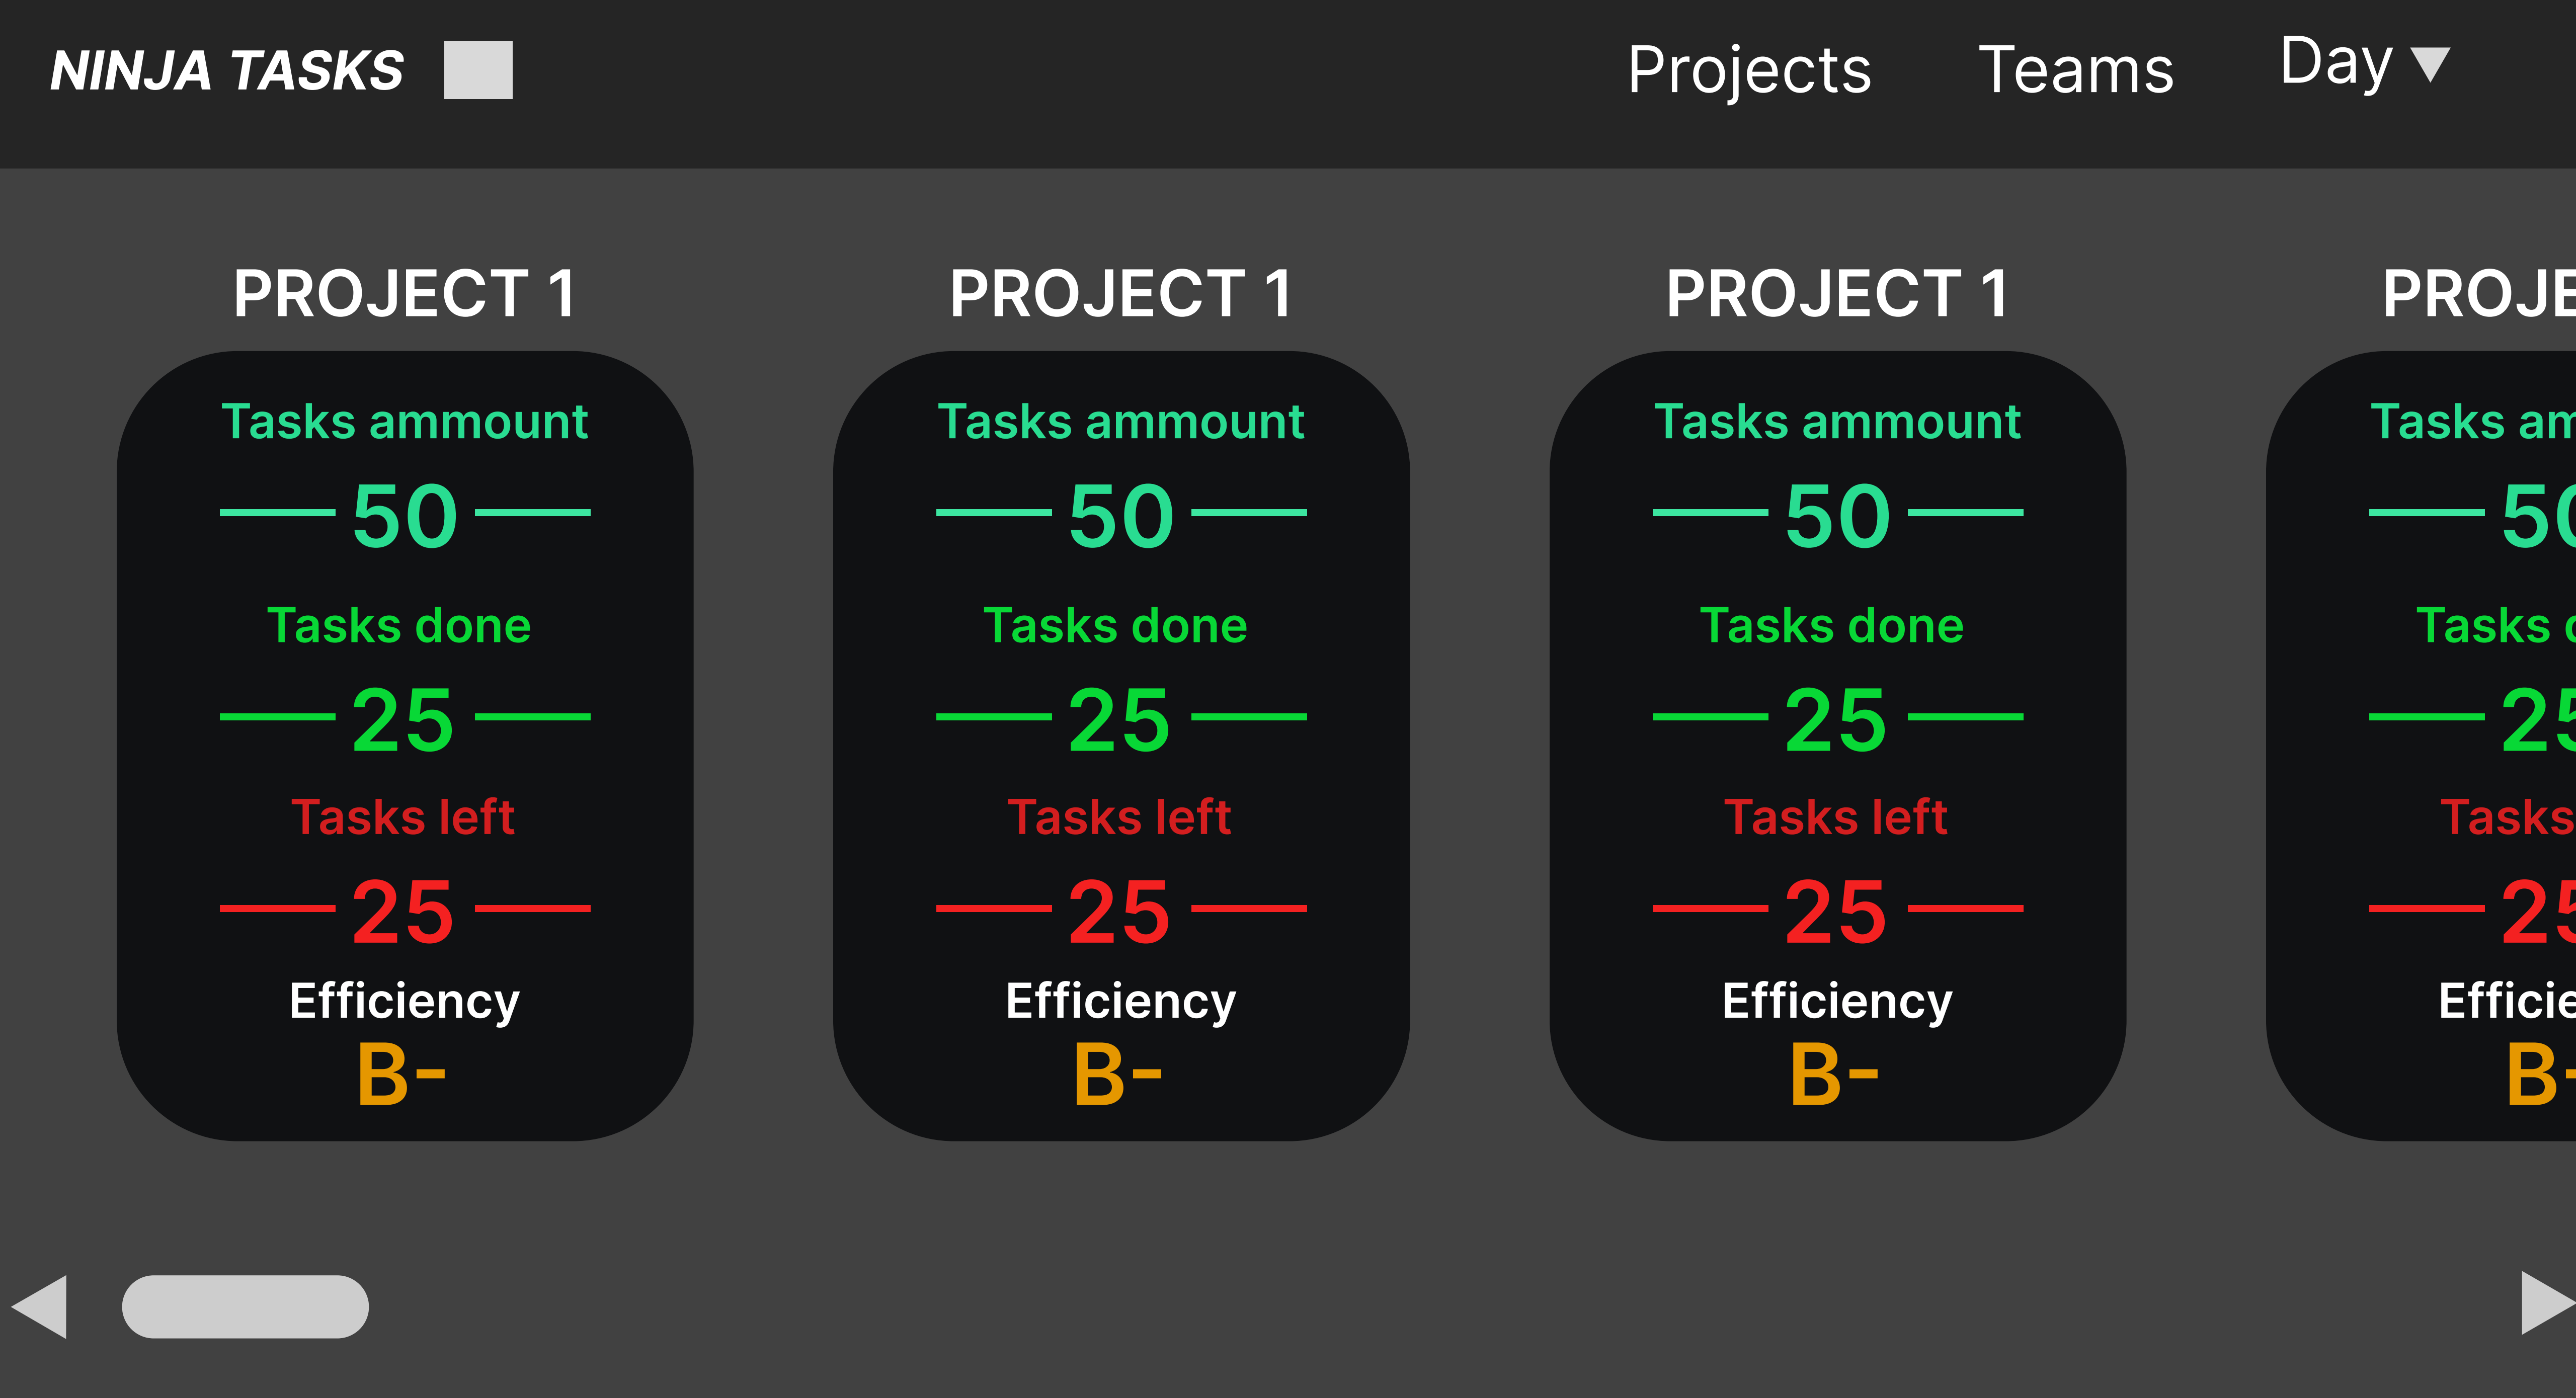 NINJA TASKS
Projects Teams Day
PROJECT 1
Tasks ammount
50
Tasks done
25
Tasks left
25
Efficiency
B-
PROJECT 1
Tasks ammount
50
Tasks done
25
Tasks left
25
Efficiency
B-
PROJECT 1
Tasks ammount
50
Tasks done
25
Tasks left
25
Efficiency
B-
Tasks
Tasks